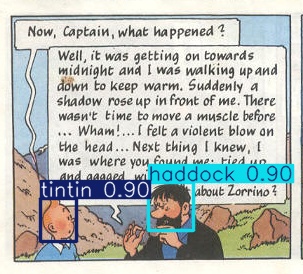 Now, Captain, what happened?
Well, it was getting on towards
midnight and I was walking up and
down to keep warm. Suddenly a
shadow rose up in front of me. There
wasn't time to move a muscle before
... Wham!... I felt a violent blow on
the head... Next thing I knew, I
was where you found me: tied up
and gagged, wi
haddock 0.90
tintin 0.90
about Zorrino?